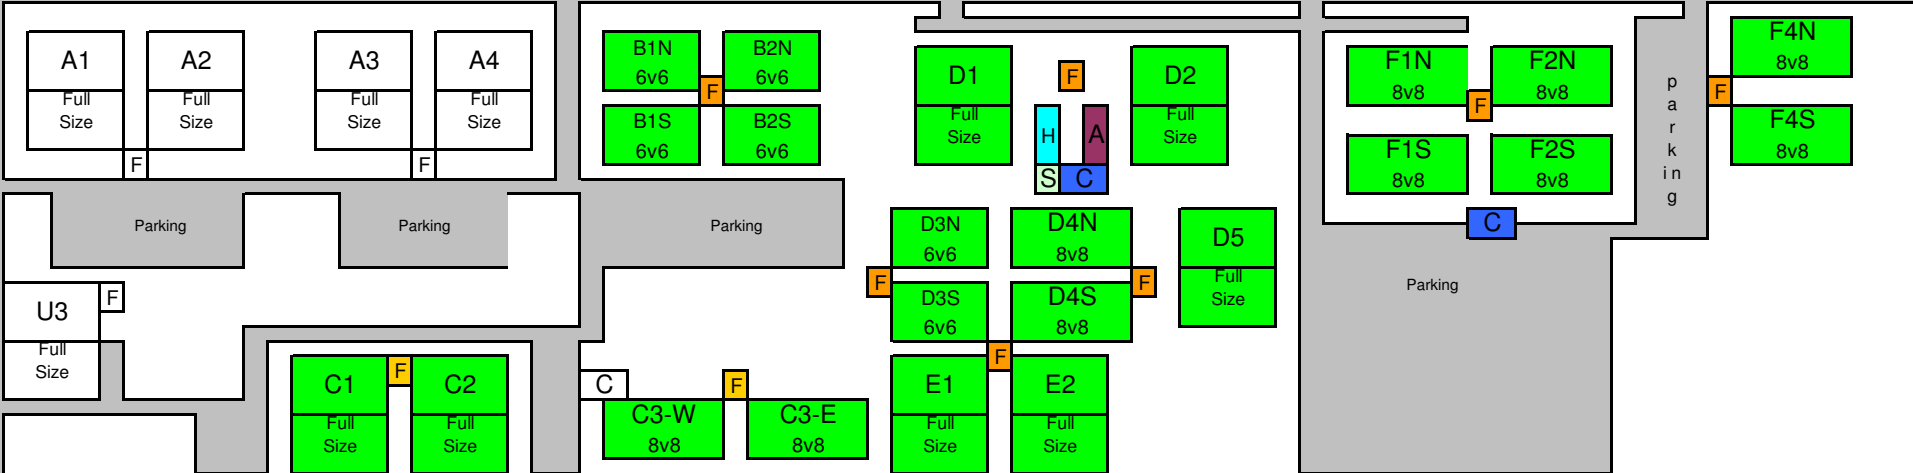 A1
Full
Size
A2
Full
Size
F
A3
Full
Size
A4
Full
Size
F
B1N
6v6
B2N
6v6
F
B1S
6v6
B2S
6v6
D1
Full
Size
F
H
A
S
C
D2
Full
Size
F1N
8v8
F2N
8v8
F
F1S
8v8
F2S
8v8
C
parking
F4N
8v8
F
F4S
8v8
Parking
Parking
Parking
D3N
6v6
D4N
8v8
F
D3S
6v6
D4S
8v8
F
D5
Full
Size
Parking
U3
Full
Size
F
C1
Full
Size
F
C2
Full
Size
C
F
C3-W
8v8
C3-E
8v8
F
E1
Full
Size
E2
Full
Size